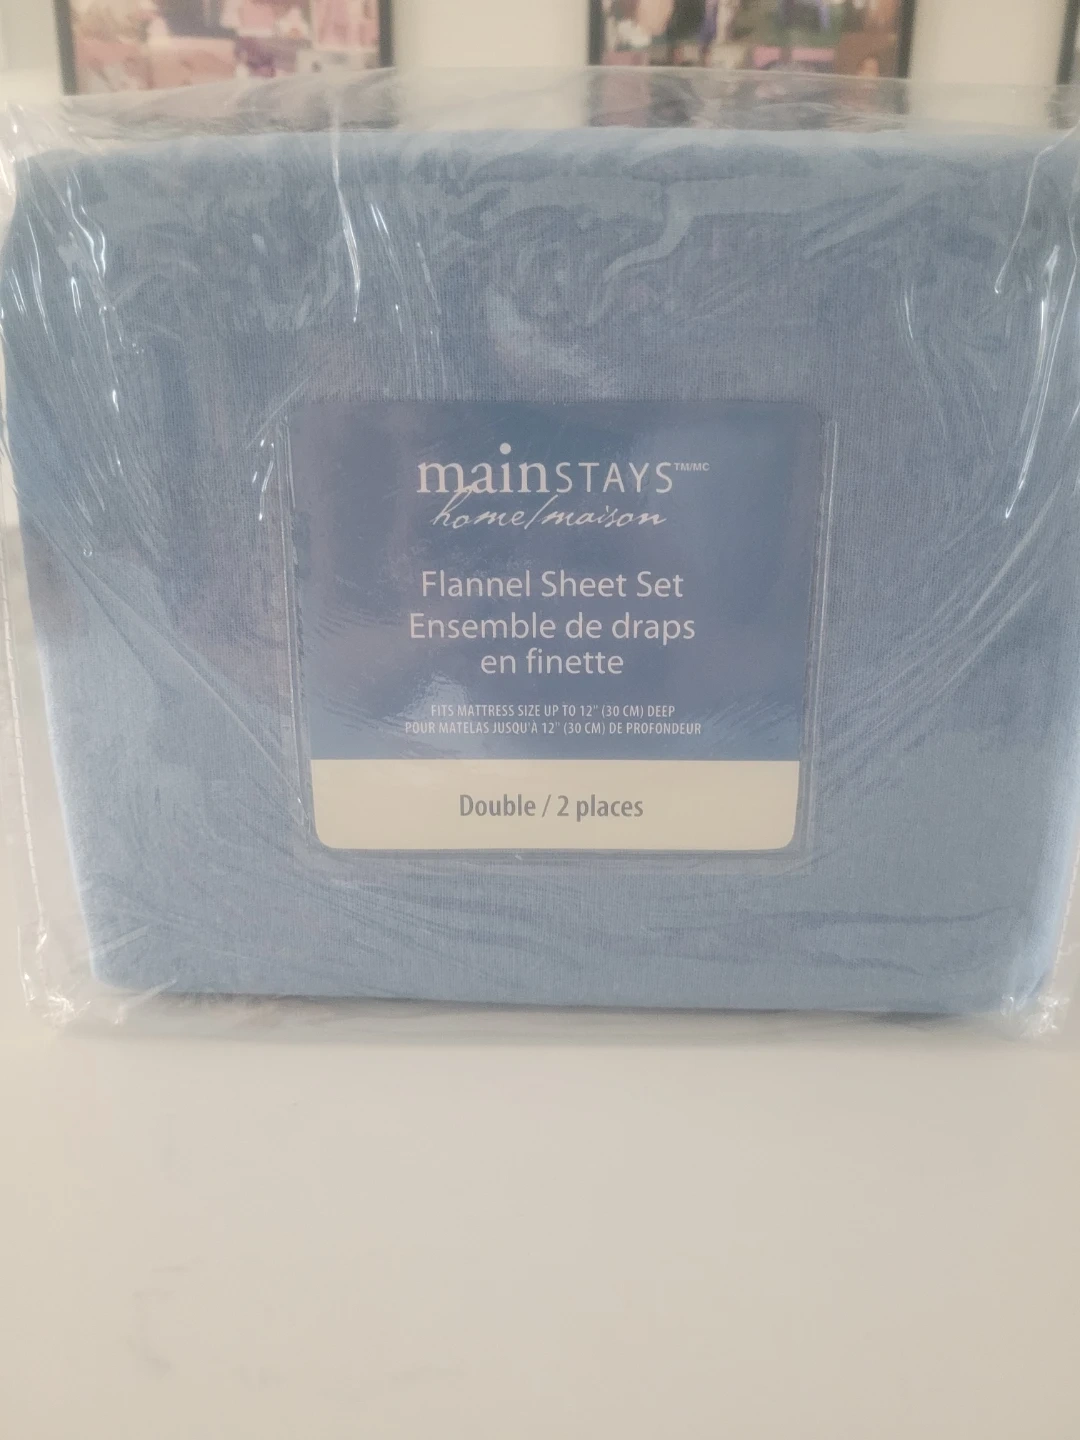 mainSTAYS™/MC
home/maison
Flannel Sheet Set
Ensemble de draps
en finette
FITS MATTRESS SIZE UP TO 12" (30 CM) DEEP
POUR MATELAS JUSQU'À 12" (30 CM) DE PROFONDEUR
Double / 2 places